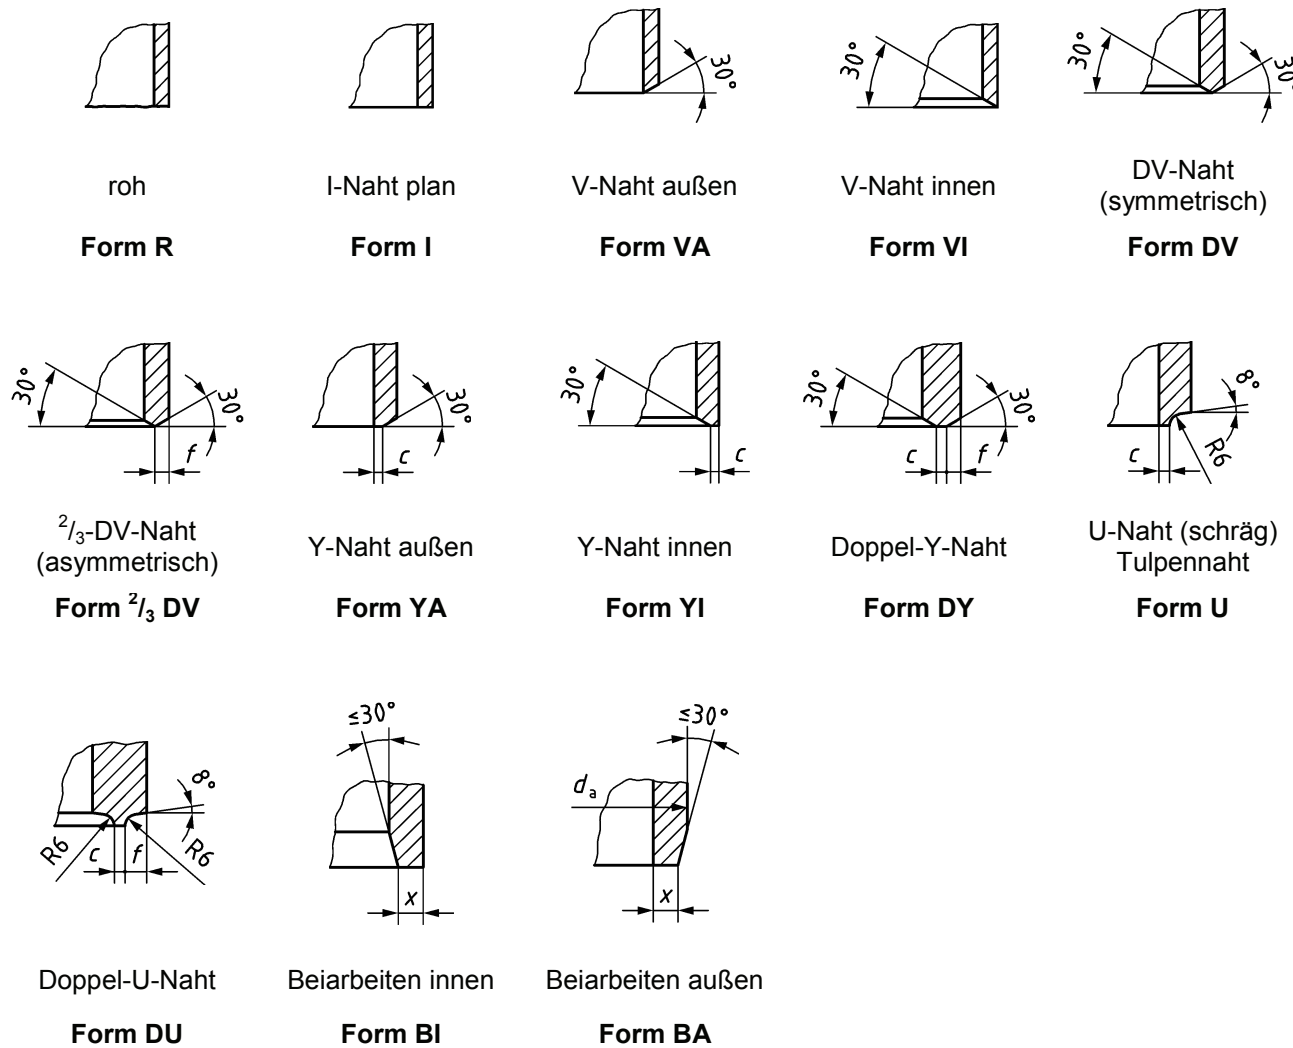 30°
30°
30°
30°
30°
roh
I-Naht plan
V-Naht außen
V-Naht innen
DV-Naht
(symmetrisch)
Form R
Form I
Form VA
Form VI
Form DV
30°
30°
f
30°
c
30°
c
30°
30°
c
f
8°
R6
c
2/3-DV-Naht
(asymmetrisch)
Y-Naht außen
Y-Naht innen
Doppel-Y-Naht
U-Naht (schräg)
Tulpennaht
Form 2/3 DV
Form YA
Form YI
Form DY
Form U
8°
R6
c
f
R6
≤30°
x
≤30°
da
x
Doppel-U-Naht
Beiarbeiten innen
Beiarbeiten außen
Form DU
Form BI
Form BA